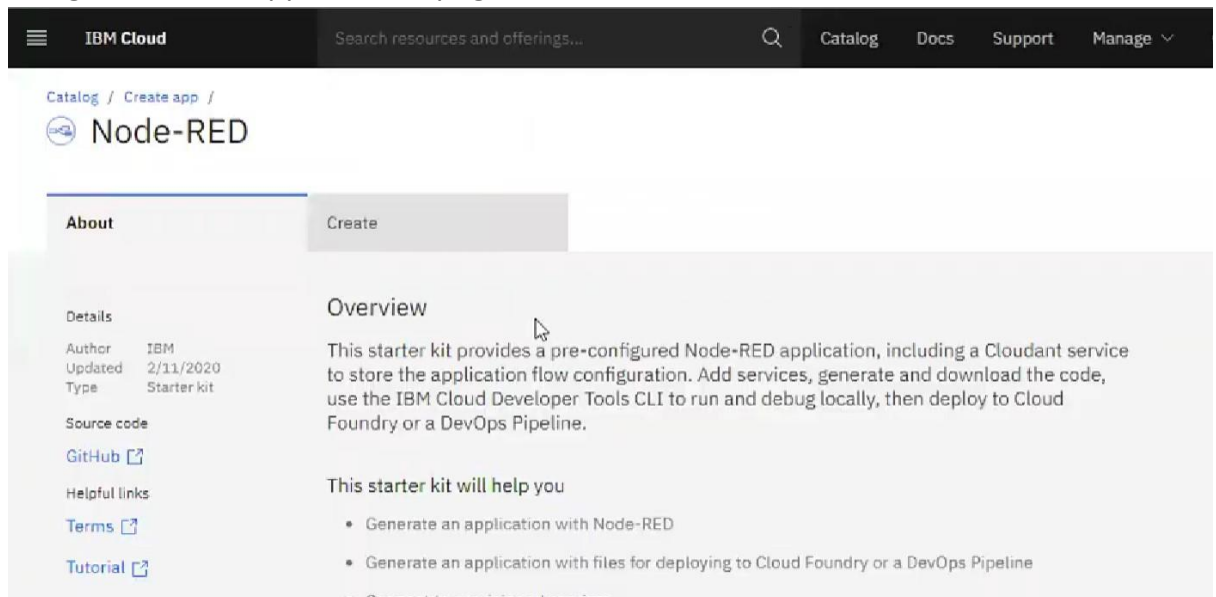 IBM Cloud
Search resources and offerings...
Catalog
Docs
Support
Manage
Catalog / Create app /
Node-RED
About
Create
Details
Author IBM
Updated 2/11/2020
Type Starter kit
Source code
GitHub
Helpful links
Terms
Tutorial
Overview
This starter kit provides a pre-configured Node-RED application, including a Cloudant service
to store the application flow configuration. Add services, generate and download the code,
use the IBM Cloud Developer Tools CLI to run and debug locally, then deploy to Cloud
Foundry or a DevOps Pipeline.
This starter kit will help you
• Generate an application with Node-RED
• Generate an application with files for deploying to Cloud Foundry or a DevOps Pipeline